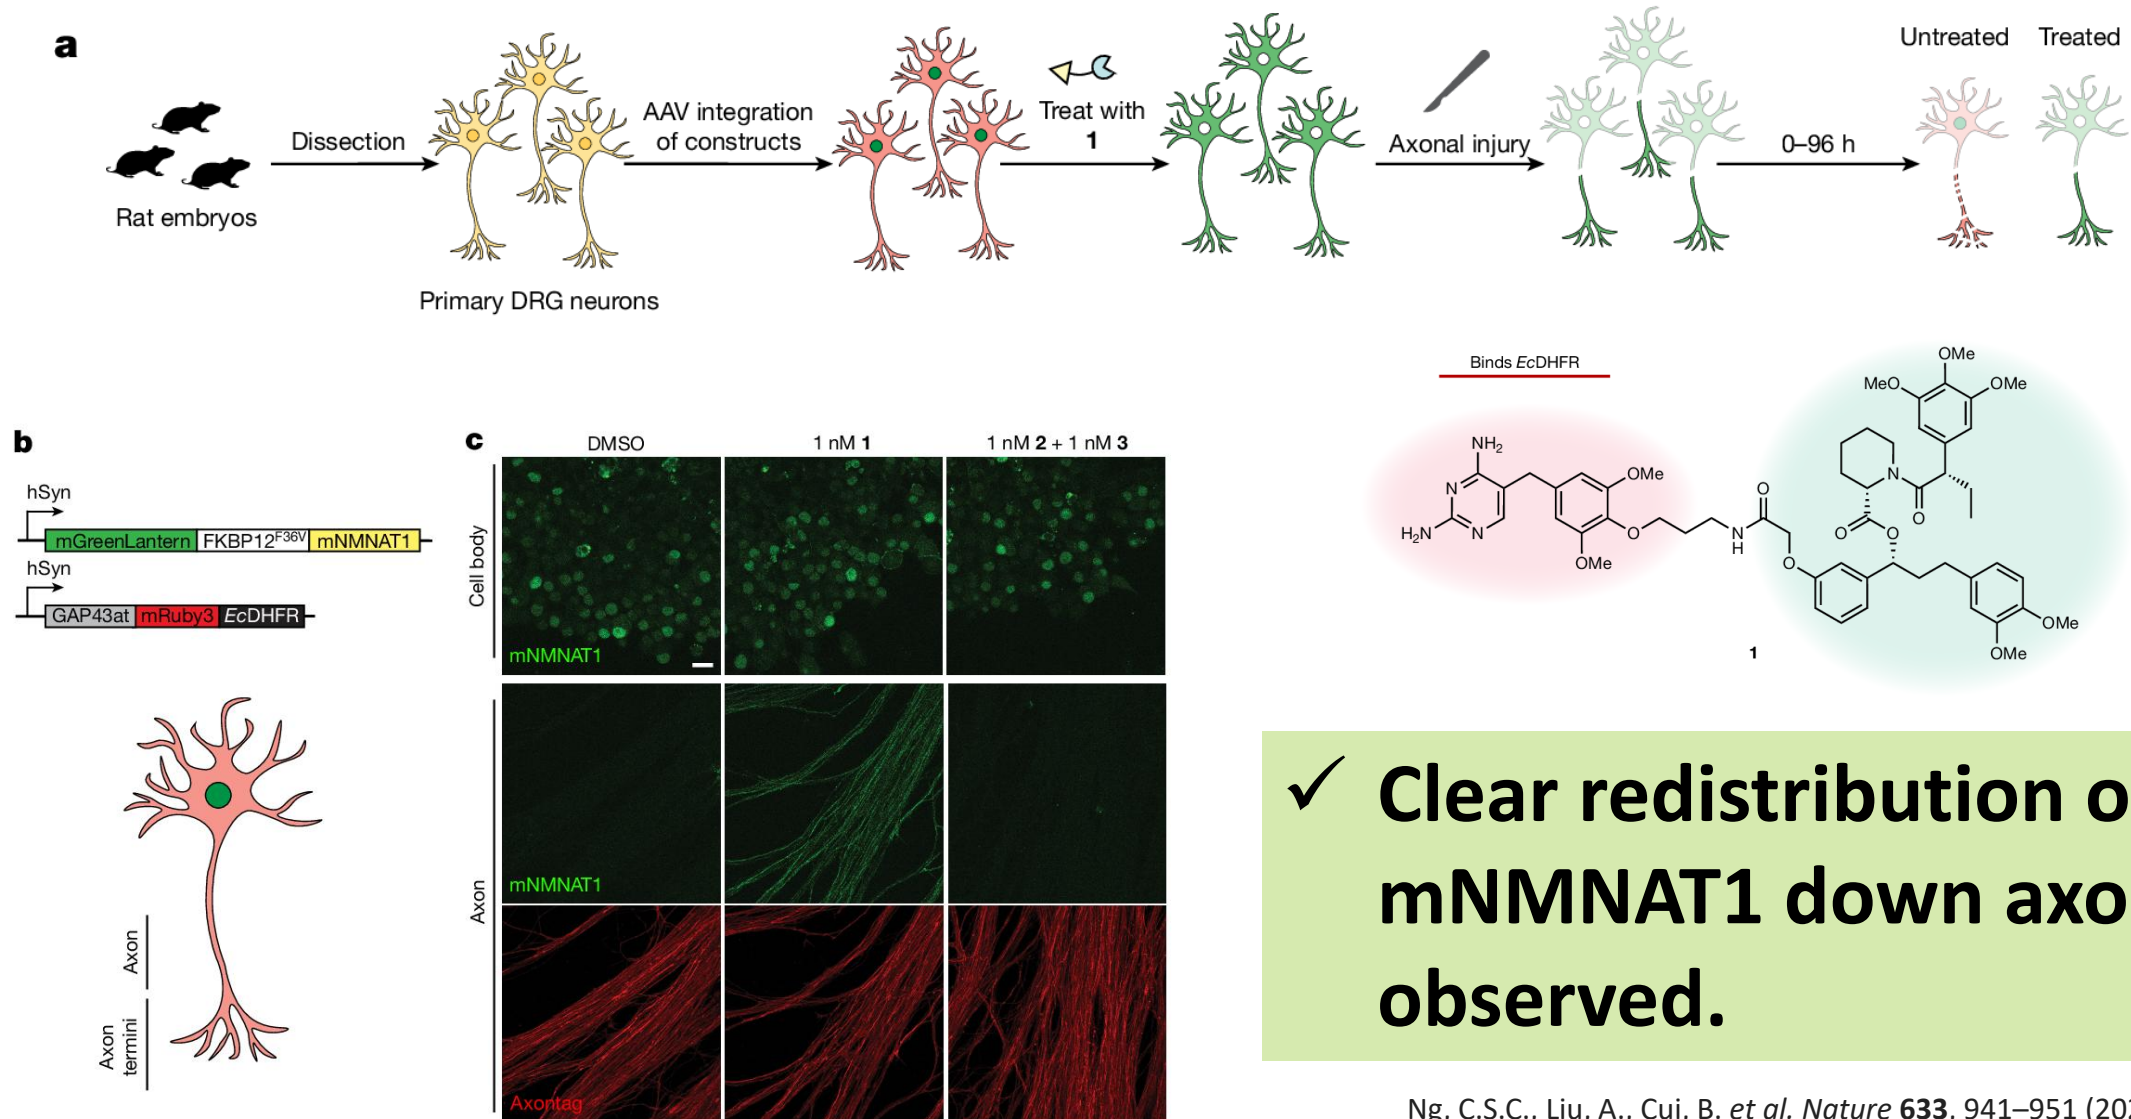 a
Rat embryos
Dissection
Primary DRG neurons
AAV integration
of constructs
Treat with
1
Axonal injury
0–96 h
Untreated
Treated
b
hSyn
mGreenLantern FKBP12F36V mNMNAT1
hSyn
GAP43at mRuby3 EcDHFR
Axon
Axon
termini
c
DMSO
1 nM 1
1 nM 2 + 1 nM 3
Cell body
mNMNAT1
Axon
mNMNAT1
Axontag
Binds EcDHFR
NH2
N
H2N
N
OMe
O
OMe
N
H
O
O
OMe
MeO
OMe
N
O
O
O
OMe
OMe
1
✓ Clear redistribution o
mNMNAT1 down axo
observed.
Ng, C.S.C., Liu, A., Cui, B. et al. Nature 633, 941–951 (20